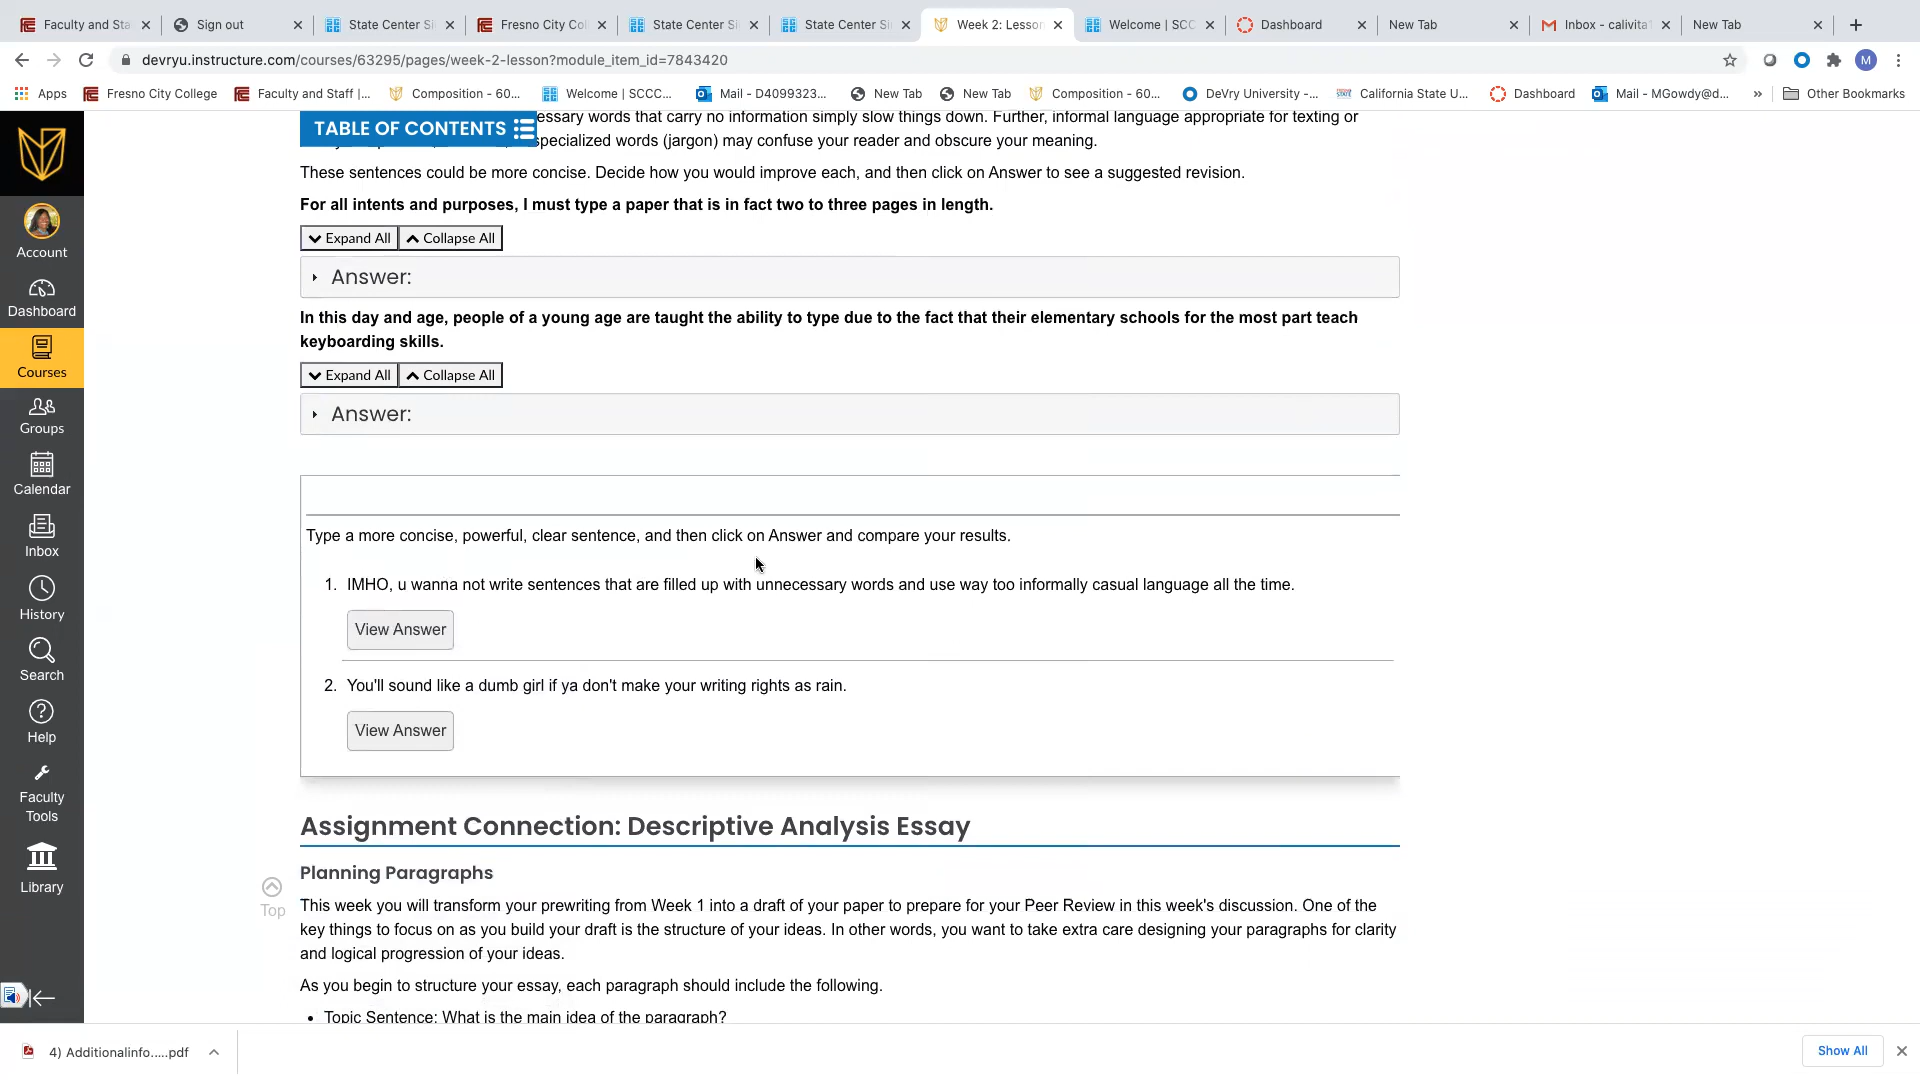 Faculty and Sta
Sign out
State Center Si
Fresno City Col
State Center Si
State Center Si
Week 2: Lesson
Welcome | SCC
Dashboard
New Tab
Inbox - calivita1
New Tab
devryu.instructure.com/courses/63295/pages/week-2-lesson?module_item_id=7843420
M
Apps
Fresno City College
Faculty and Staff |...
Composition - 60...
Welcome | SCCC...
Mail - D4099323...
New Tab
New Tab
Composition - 60...
DeVry University -...
California State U...
Dashboard
Mail - MGowdy@d...
»
Other Bookmarks
TABLE OF CONTENTS
essary words that carry no information simply slow things down. Further, informal language appropriate for texting or
specialized words (jargon) may confuse your reader and obscure your meaning.
These sentences could be more concise. Decide how you would improve each, and then click on Answer to see a suggested revision.
For all intents and purposes, I must type a paper that is in fact two to three pages in length.
Expand All
Collapse All
Answer:
In this day and age, people of a young age are taught the ability to type due to the fact that their elementary schools for the most part teach
keyboarding skills.
Expand All
Collapse All
Answer:
Type a more concise, powerful, clear sentence, and then click on Answer and compare your results.
1. IMHO, u wanna not write sentences that are filled up with unnecessary words and use way too informally casual language all the time.
View Answer
2. You'll sound like a dumb girl if ya don't make your writing rights as rain.
View Answer
Assignment Connection: Descriptive Analysis Essay
Planning Paragraphs
This week you will transform your prewriting from Week 1 into a draft of your paper to prepare for your Peer Review in this week's discussion. One of the
key things to focus on as you build your draft is the structure of your ideas. In other words, you want to take extra care designing your paragraphs for clarity
and logical progression of your ideas.
As you begin to structure your essay, each paragraph should include the following.
• Topic Sentence: What is the main idea of the paragraph?
Top
Account
Dashboard
Courses
Groups
Calendar
Inbox
History
Search
Help
Faculty
Tools
Library
4) Additionalinfo.....pdf
Show All